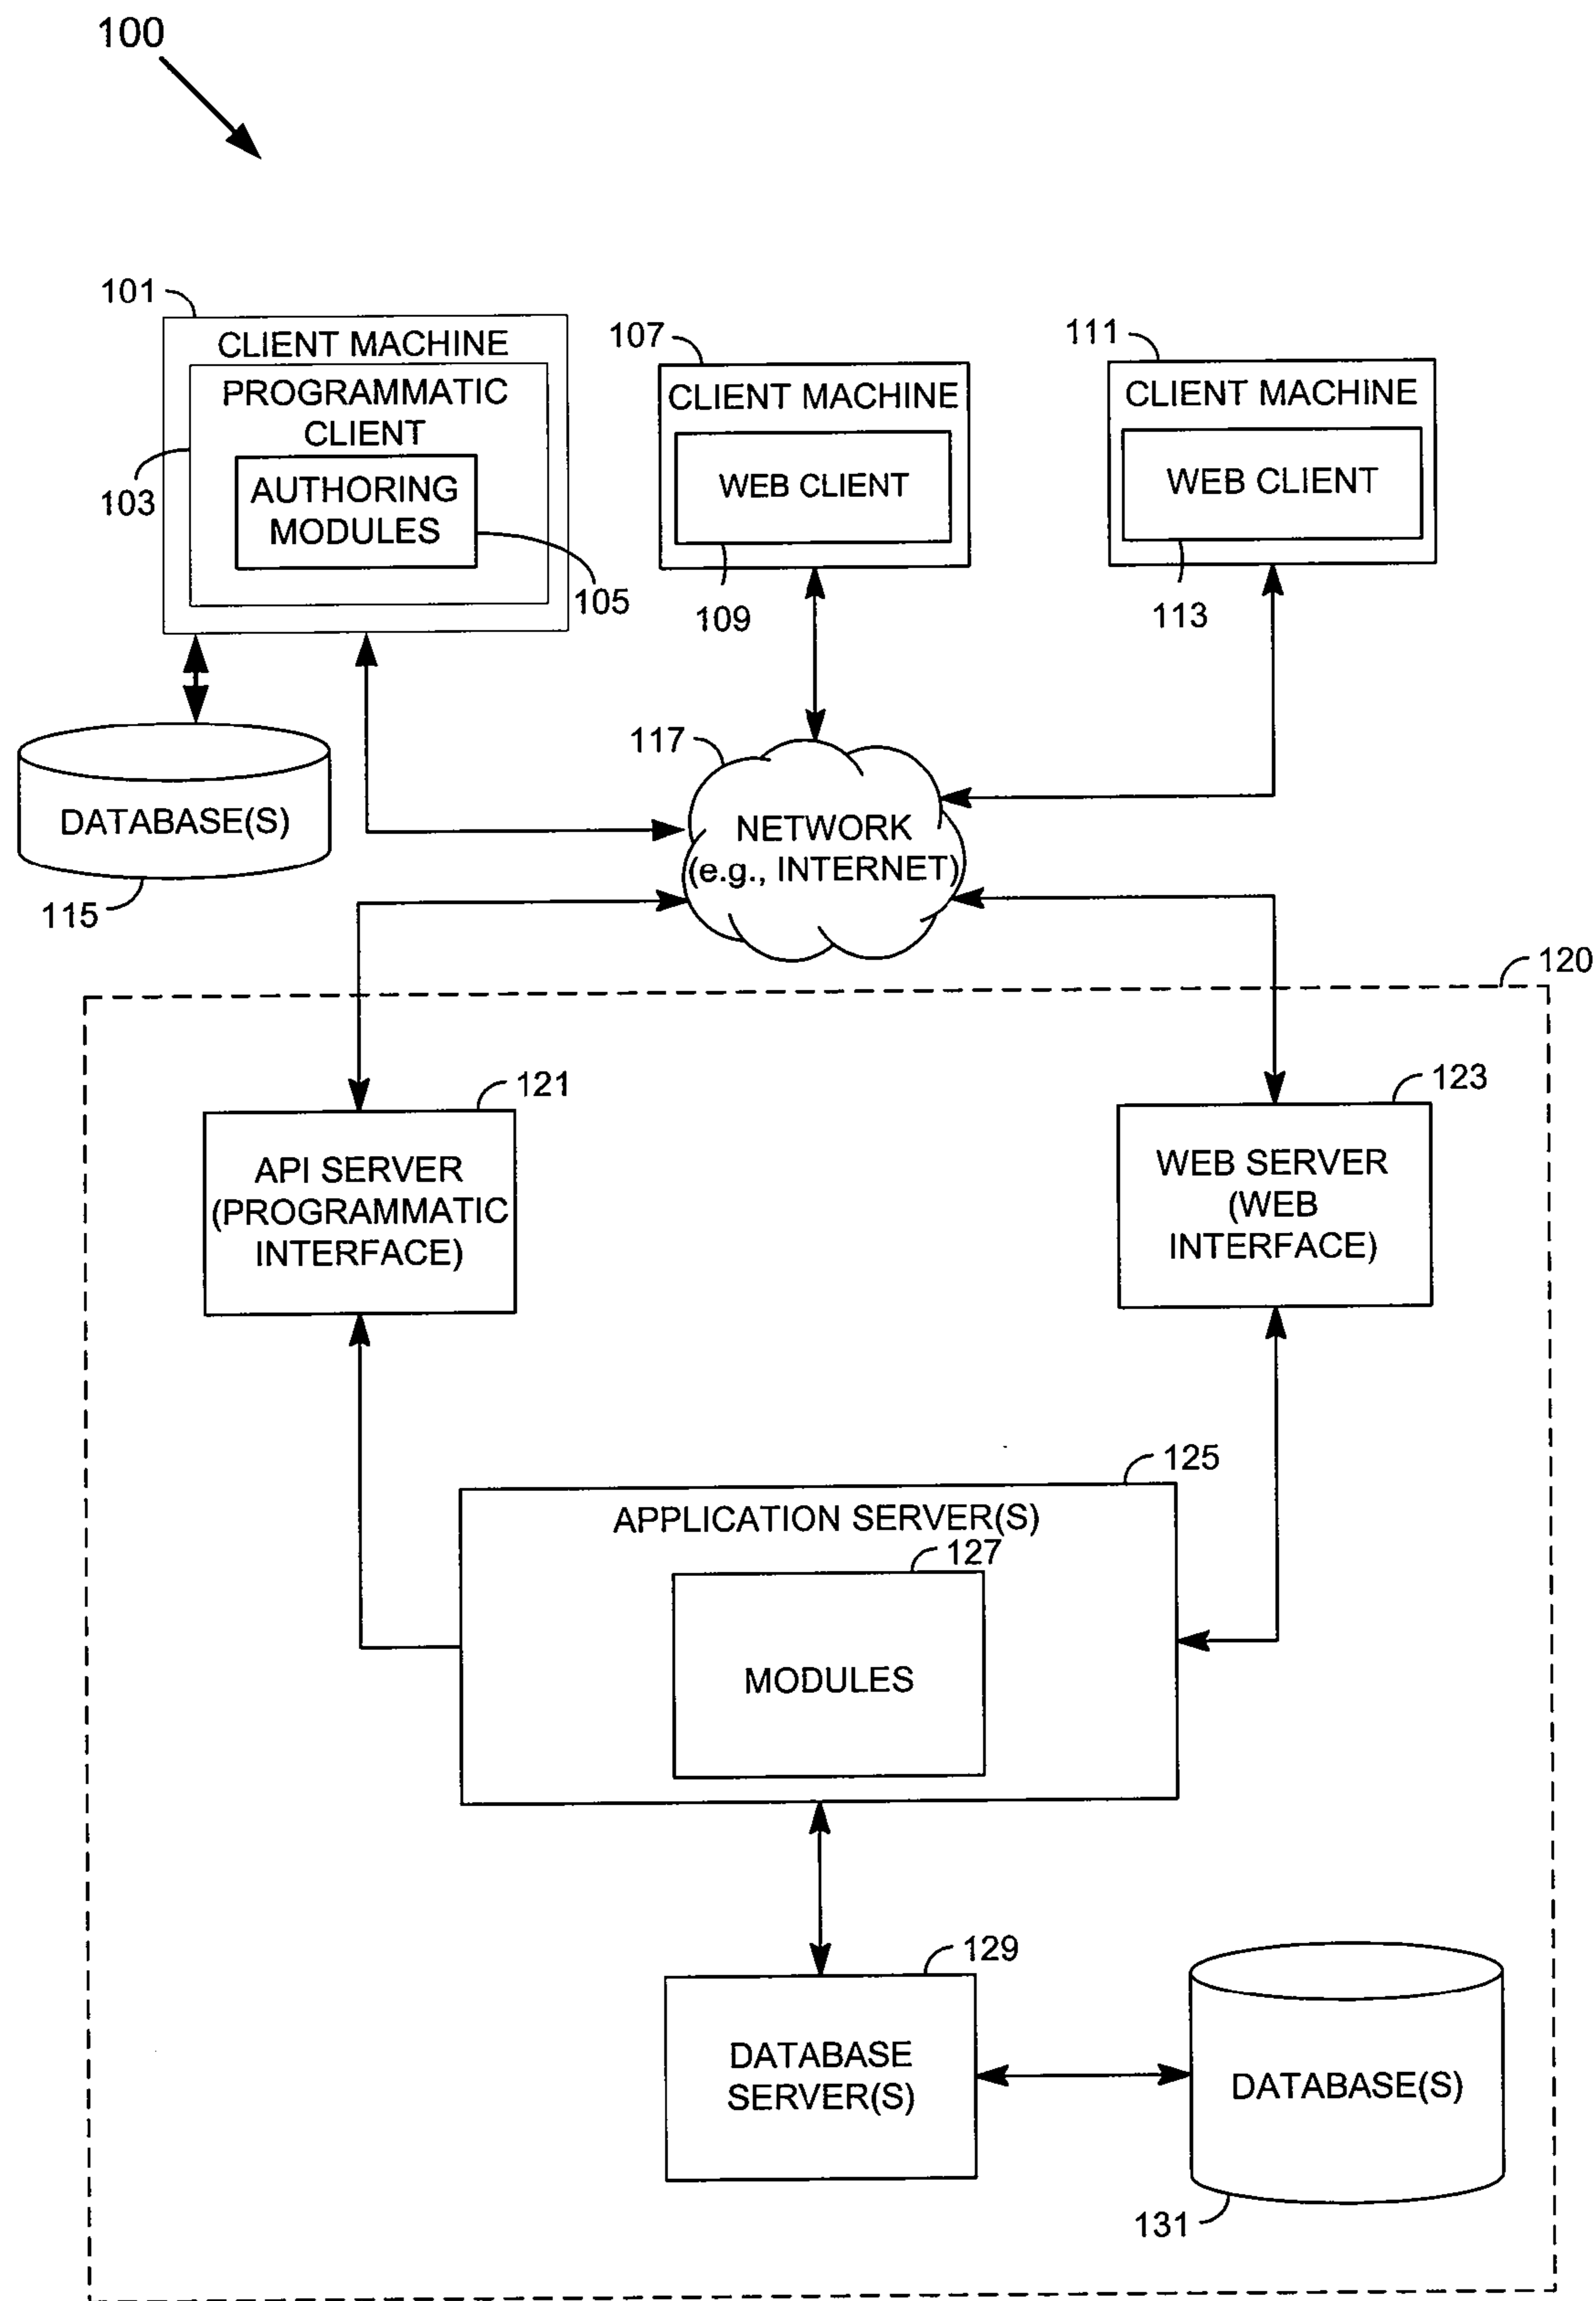 100
101
CLIENT MACHINE
PROGRAMMATIC
CLIENT
103
AUTHORING
MODULES
105
107
CLIENT MACHINE
WEB CLIENT
109
111
CLIENT MACHINE
WEB CLIENT
113
DATABASE(S)
115
117
NETWORK
(e.g., INTERNET)
120
121
API SERVER
(PROGRAMMATIC
INTERFACE)
123
WEB SERVER
(WEB
INTERFACE)
125
APPLICATION SERVER(S)
127
MODULES
129
DATABASE
SERVER(S)
DATABASE(S)
131